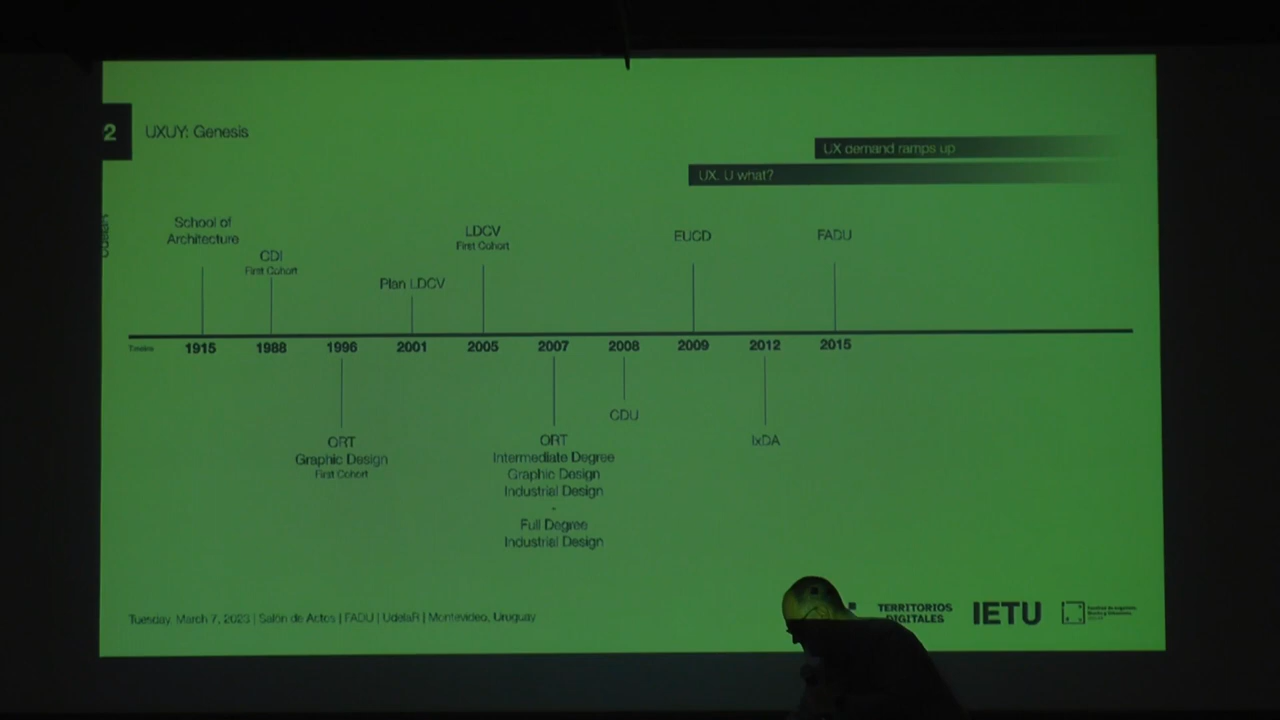 2
UXUY: Genesis
UX demand ramps up
UX. U what?
School of
Architecture
CDI
First Cohort
Plan LDCV
LDCV
First Cohort
EUCD
FADU
Timeline
1915
1988
1996
2001
2005
2007
2008
2009
2012
2015
ORT
Graphic Design
First Cohort
ORT
Intermediate Degree
Graphic Design
Industrial Design
-
Full Degree
Industrial Design
CDU
IxDA
Tuesday, March 7, 2023 | Salón de Actos | FADU | UdelaR | Montevideo, Uruguay
TERRITORIOS
DIGITALES
IETU